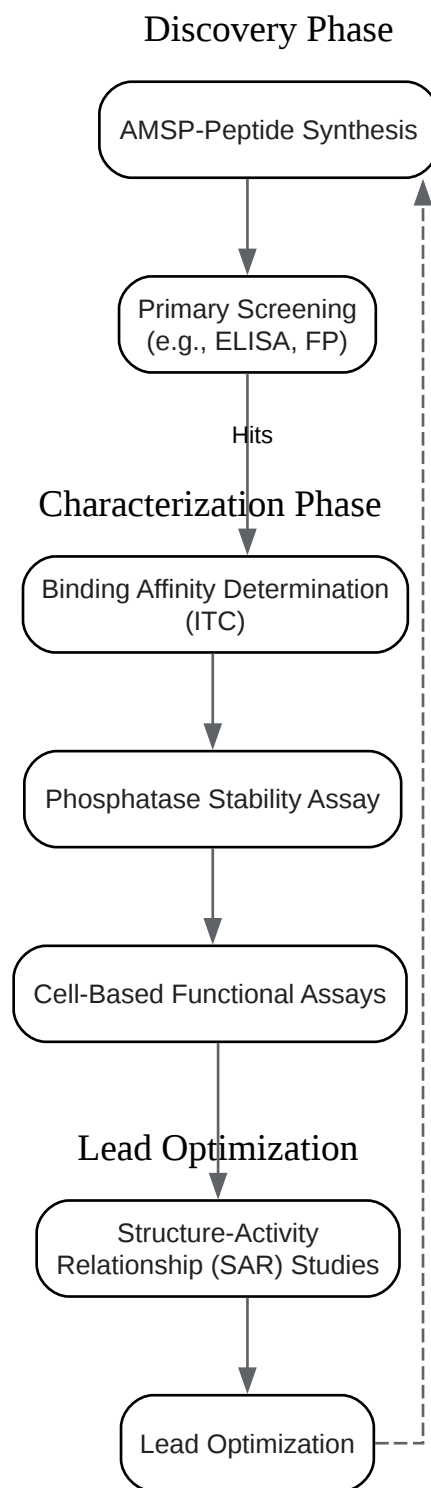 Discovery Phase
AMSP-Peptide Synthesis
Primary Screening
(e.g., ELISA, FP)
Hits
Characterization Phase
Binding Affinity Determination
(ITC)
Phosphatase Stability Assay
Cell-Based Functional Assays
Lead Optimization
Structure-Activity
Relationship (SAR) Studies
Lead Optimization